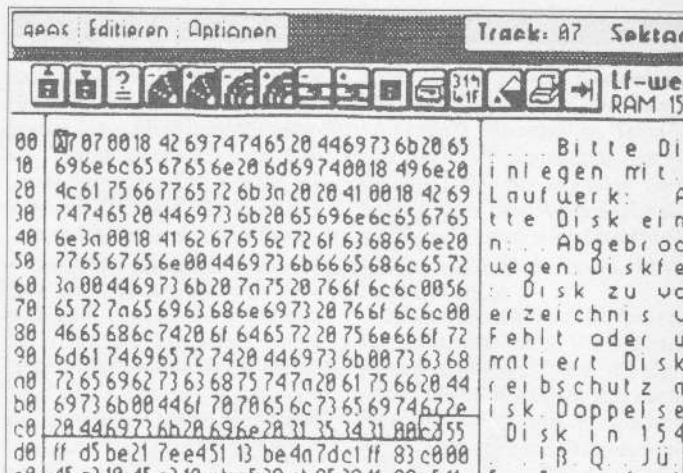 geos Editieren Optionen Track: 07 Sektor
? 319 1f Lf-we
RAM 15
00 07 07 00 18 42 69 74 74 65 20 44 69 73 6b 20 65 . . . . Bitte Di
10 69 6e 6c 65 67 65 6e 20 6d 69 74 00 18 49 6e 20 inlegen mit.
20 4c 61 75 66 77 65 72 6b 3a 20 20 41 00 18 42 69 Laufwerk: A
30 74 74 65 20 44 69 73 6b 20 65 69 6e 6c 65 67 65 tte Disk ein
40 6e 3a 00 18 41 62 67 65 62 72 6f 63 68 65 6e 20 n: . . Abgebroc
50 77 65 67 65 6e 00 44 69 73 6b 66 65 68 6c 65 72 wegen.Diskfe
60 3a 00 44 69 73 6b 20 7a 75 20 76 6f 6c 6c 00 56 : . Disk zu vo
70 65 72 7a 65 69 63 68 6e 69 73 20 76 6f 6c 6c 00 erzeichnis v
80 46 65 68 6c 74 20 6f 64 65 72 20 75 6e 66 6f 72 Fehlt oder u
90 6d 61 74 69 65 72 74 20 44 69 73 6b 00 73 63 68 matiert Disk
a0 72 65 69 62 73 63 68 75 74 7a 20 61 75 66 20 44 reibschutz a
b0 69 73 6b 00 44 6f 70 70 65 6c 73 65 69 74 67 2e isk.Doppelse
c0 20 44 69 73 6b 20 69 6e 20 31 35 34 31 00 c2 55 Disk in 154
d0 ff d5 be 21 7e e4 51 13 be 4a 7d c1 ff 83 c0 00 . . . ! ß Q . Jü.